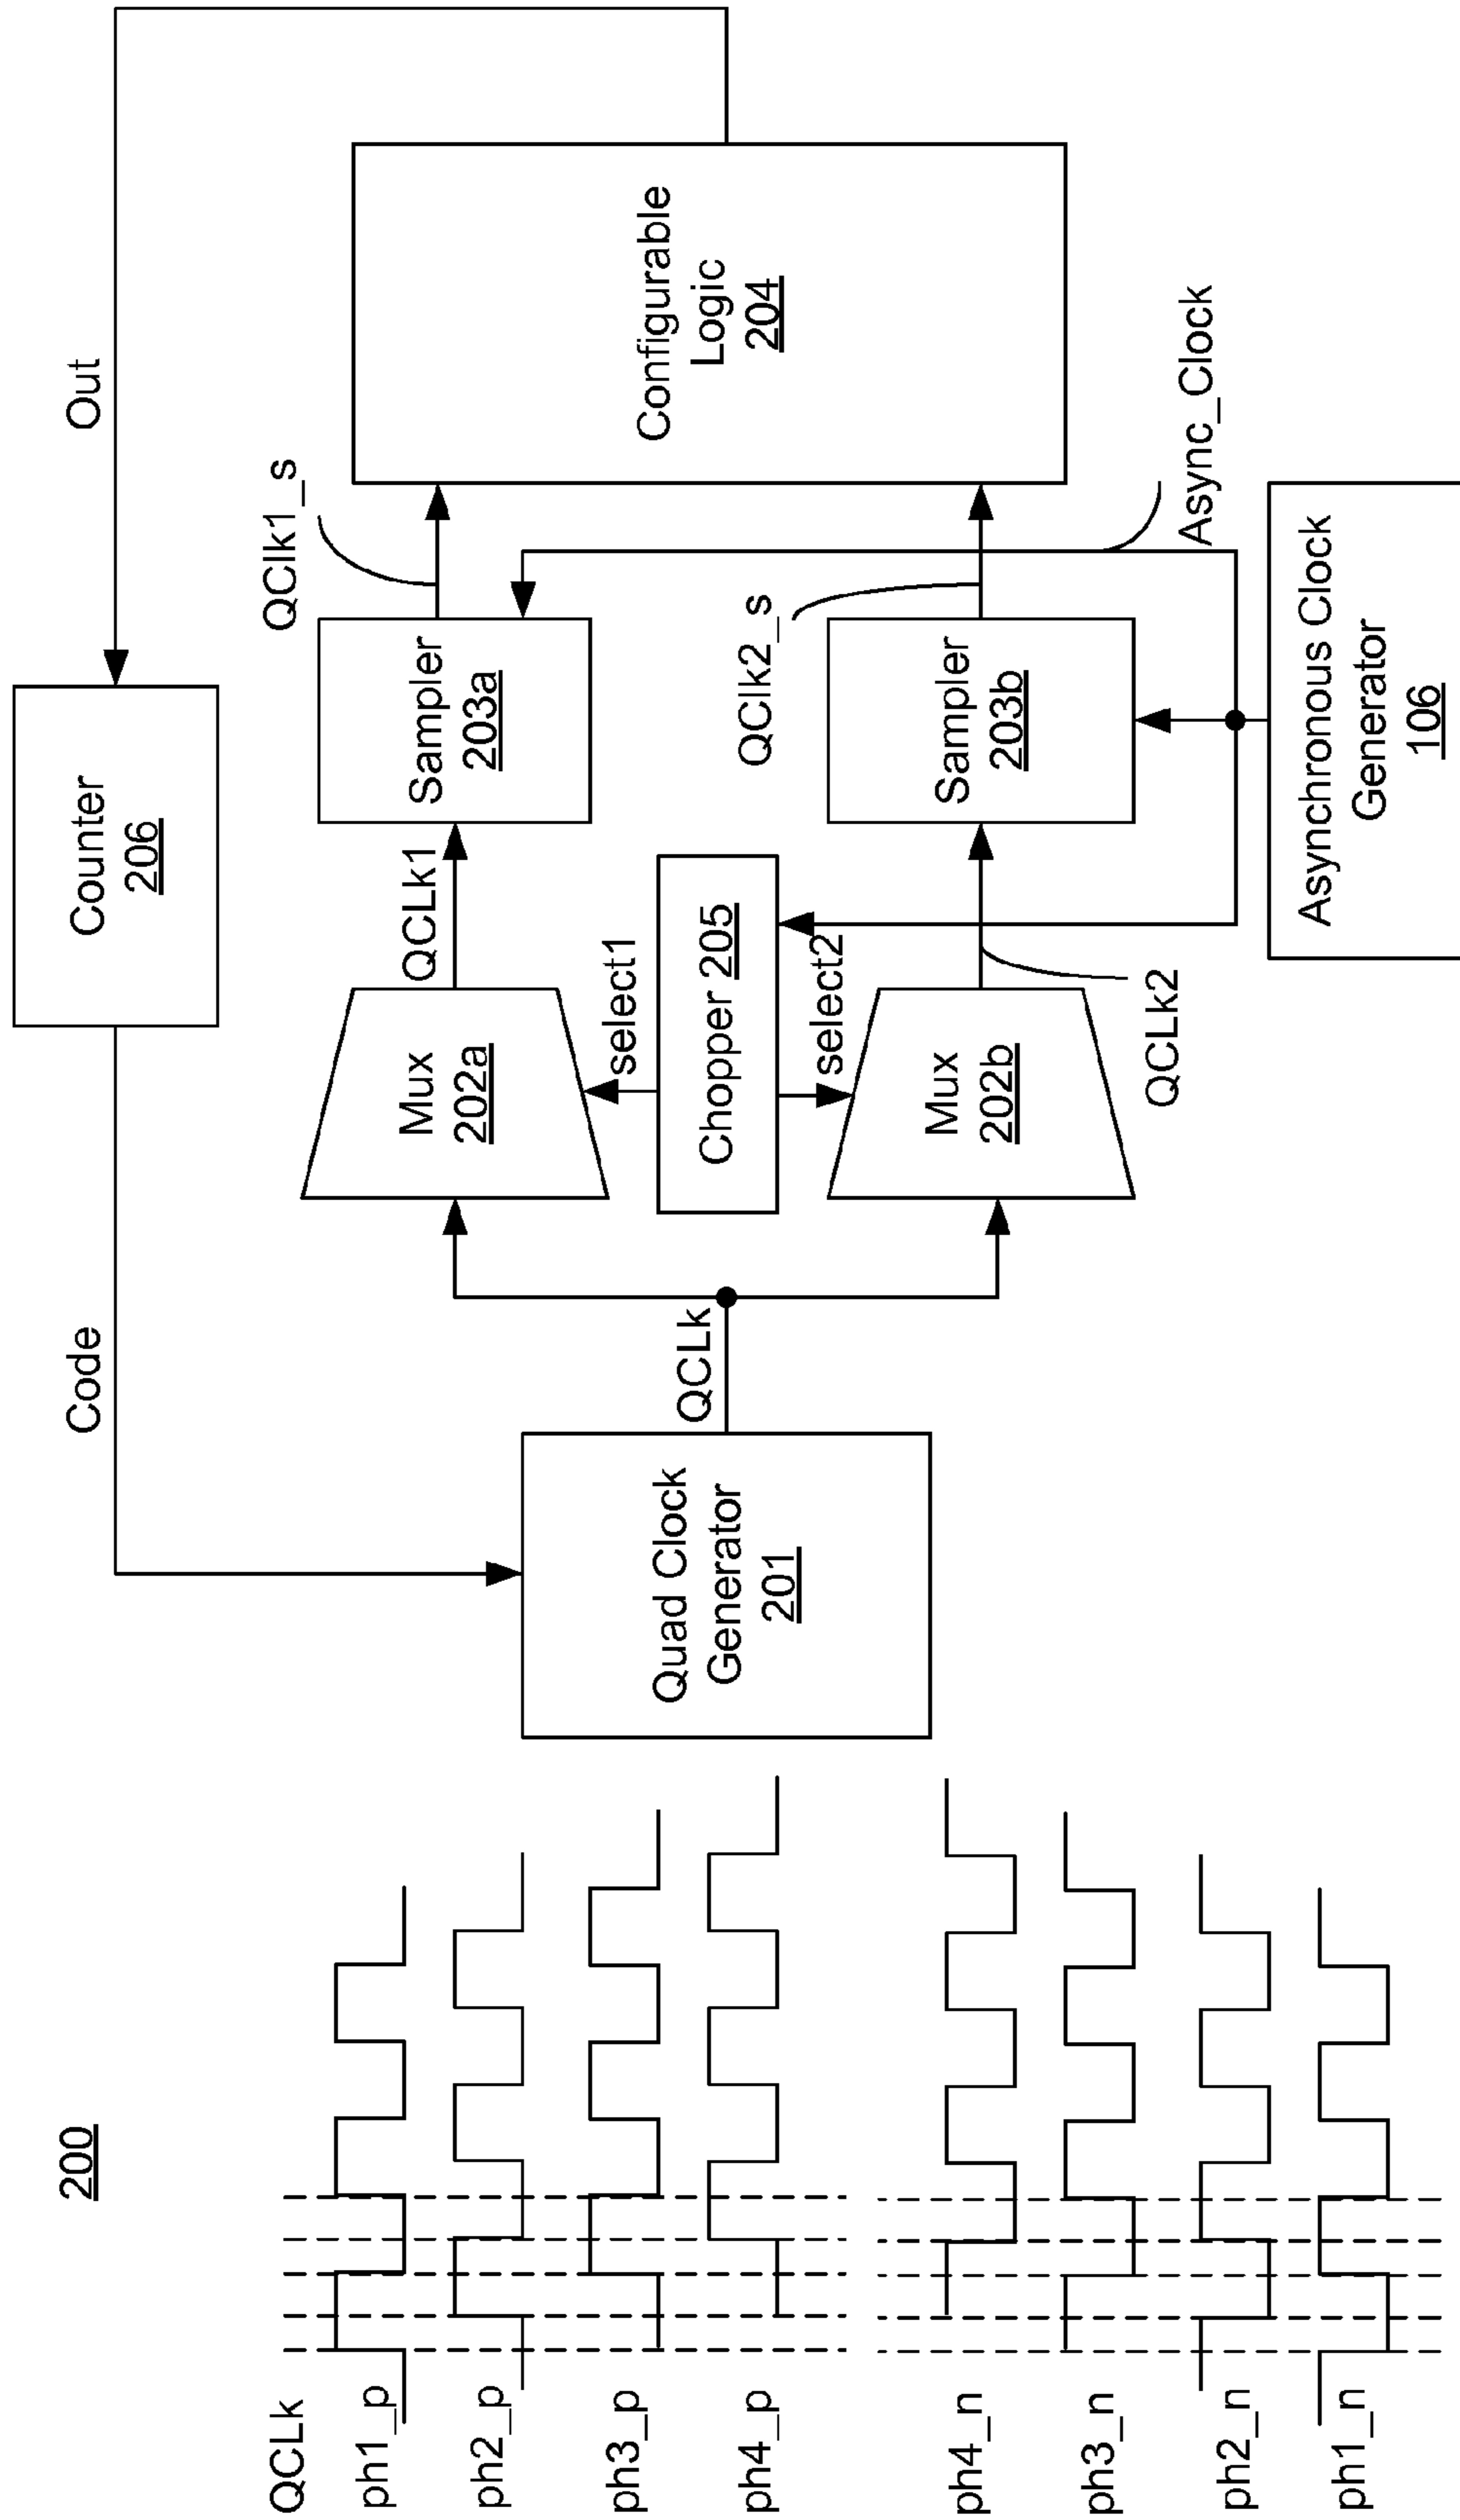 200
QCLk
ph1_p
ph2_p
ph3_p
ph4_p
ph4_n
ph3_n
ph2_n
ph1_n
Code
Counter
206
Out
Quad Clock
Generator
201
QCLk
Mux
202a
select1
Chopper 205
select2
Mux
202b
QCLk1
QCLk2
Sampler
203a
Sampler
203b
QClk1_s
QClk2_s
Configurable
Logic
204
Async_Clock
Asynchronous Clock
Generator
106